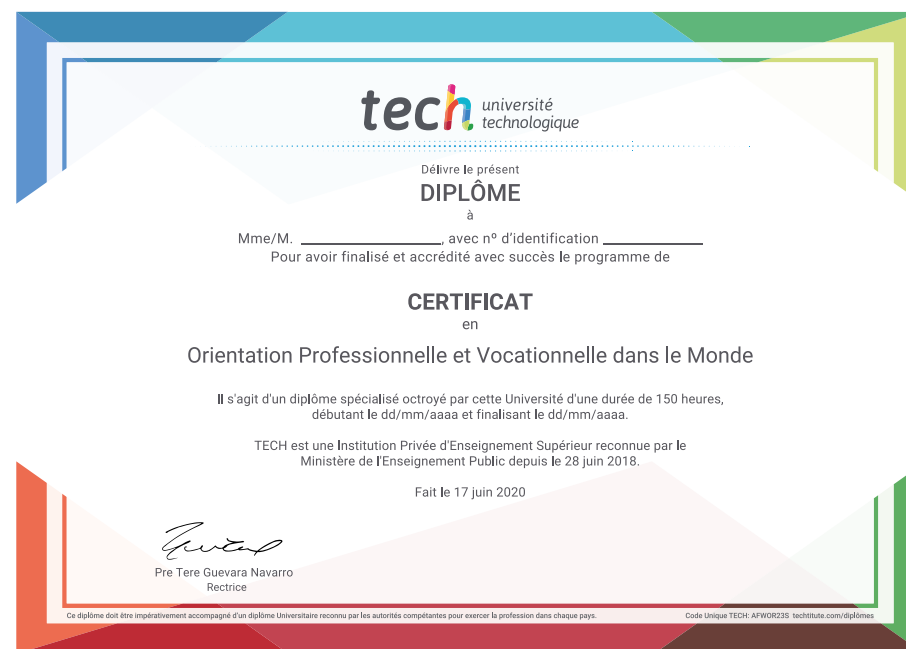 tech université
technologique
Délivre le présent
DIPLÔME
à
Mme/M. ____________________, avec nº d'identification ______________
Pour avoir finalisé et accrédité avec succès le programme de
CERTIFICAT
en
Orientation Professionnelle et Vocationnelle dans le Monde
Il s'agit d'un diplôme spécialisé octroyé par cette Université d'une durée de 150 heures,
débutant le dd/mm/aaaa et finalisant le dd/mm/aaaa.
TECH est une Institution Privée d'Enseignement Supérieur reconnue par le
Ministère de l'Enseignement Public depuis le 28 juin 2018.
Fait le 17 juin 2020
Pre Tere Guevara Navarro
Rectrice
Ce diplôme doit être impérativement accompagné d'un diplôme Universitaire reconnu par les autorités compétantes pour exercer la profession dans chaque pays.
Code Unique TECH: AFWOR23S techtitute.com/diplômes